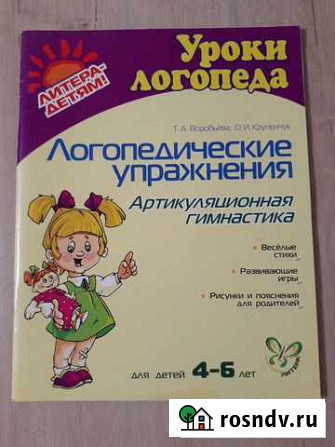 Уроки
логопеда
ЛИТЕРА-
ДЕТЯМ!
Т.А. Воробьёва, О.И. Крупенчук
Логопедические
упражнения
Артикуляционная
гимнастика
• Весёлые
стихи
• Развивающие
игры
• Рисунки и пояснения
для родителей
для детей 4–6 лет
ЛИТЕРА
rosndv.ru